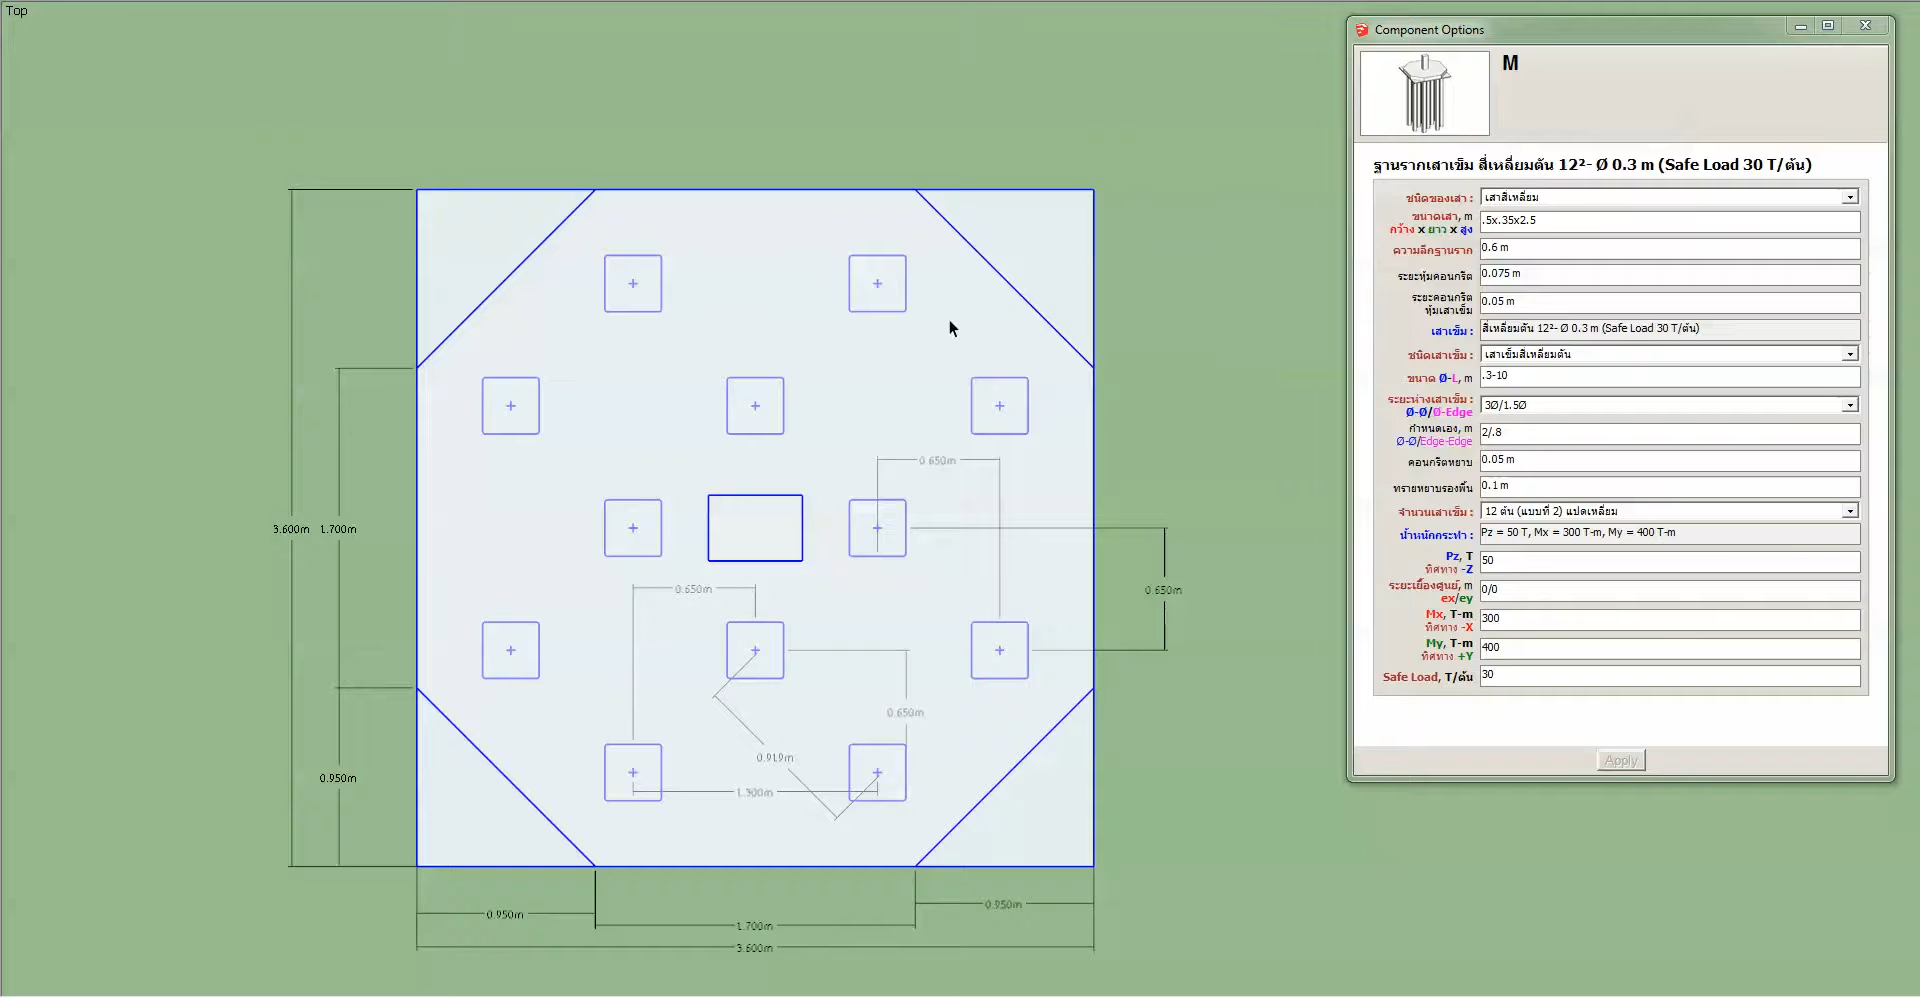 Top
3.600m
1.700m
0.950m
0.650m
0.650m
0.650m
0.650m
0.919m
1.300m
0.950m
0.950m
1.700m
3.600m
Component Options
M
ฐานรากเสาเข็ม สี่เหลี่ยมตัน 12²- Ø 0.3 m (Safe Load 30 T/ต้น)
ชนิดของเสา : เสาสี่เหลี่ยม
ขนาดเสา, m
กว้าง x ยาว x สูง .5x.35x2.5
ความลึกฐานราก 0.6 m
ระยะหุ้มคอนกรีต 0.075 m
ระยะคอนกรีต
หุ้มเสาเข็ม 0.05 m
เสาเข็ม : สี่เหลี่ยมตัน 12²- Ø 0.3 m (Safe Load 30 T/ต้น)
ชนิดเสาเข็ม : เสาเข็มสี่เหลี่ยมตัน
ขนาด Ø-L, m .3-10
ระยะห่างเสาเข็ม :
Ø-Ø/Ø-Edge 3Ø/1.5Ø
กำหนดเอง, m
Ø-Ø/Edge-Edge 2/.8
คอนกรีตหยาบ 0.05 m
ทรายหยาบรองพื้น 0.1 m
จำนวนเสาเข็ม : 12 ต้น (แบบที่ 2) แปดเหลี่ยม
น้ำหนักกระทำ : Pz = 50 T, Mx = 300 T-m, My = 400 T-m
Pz, T
ทิศทาง -Z 50
ระยะเยื้องศูนย์, m
ex/ey 0/0
Mx, T-m
ทิศทาง -X 300
My, T-m
ทิศทาง +Y 400
Safe Load, T/ต้น 30
Apply